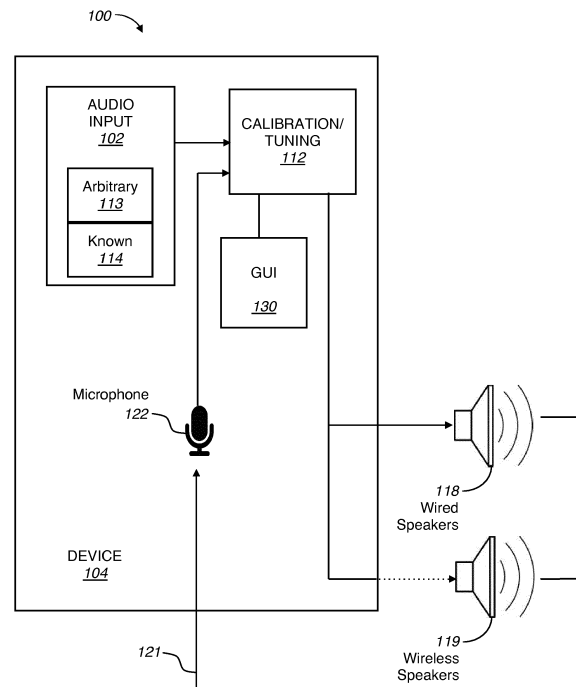 100
AUDIO
INPUT
102
Arbitrary
113
Known
114
CALIBRATION/
TUNING
112
GUI
130
Microphone
122
118
Wired
Speakers
DEVICE
104
119
Wireless
Speakers
121